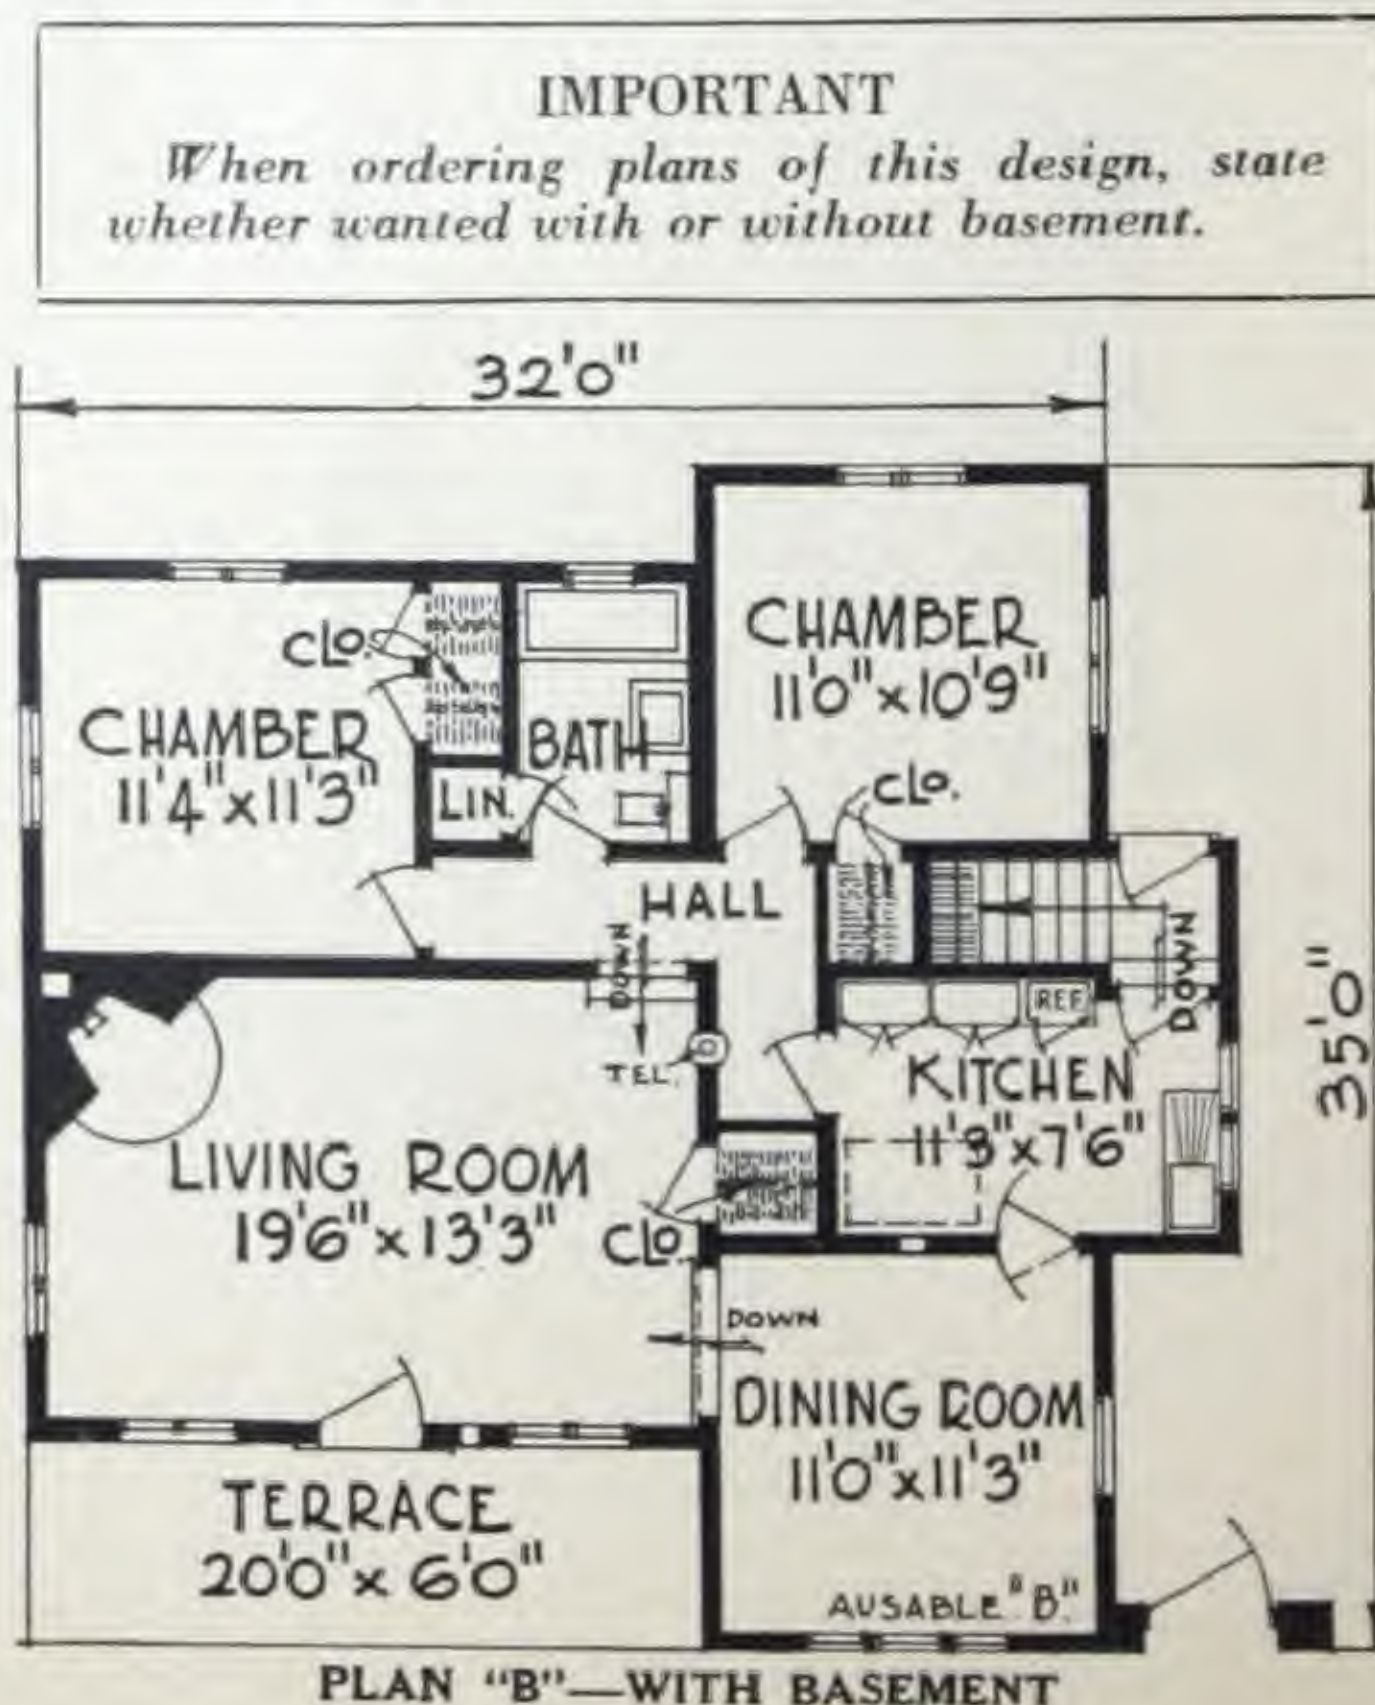 IMPORTANT
When ordering plans of this design, state
whether wanted with or without basement.
32'0"
CHAMBER
11'0"x10'9"
CLO.
CLO.
CHAMBER
11'4"x11'3"
BATH
LIN.
HALL
DOWN
DOWN
REF.
35'0"
TEL.
KITCHEN
11'3"x7'6"
LIVING ROOM
19'6"x13'3"
CLO.
DOWN
DINING ROOM
11'0"x11'3"
TERRACE
20'0"x6'0"
AUSABLE "B"
PLAN "B"—WITH BASEMENT